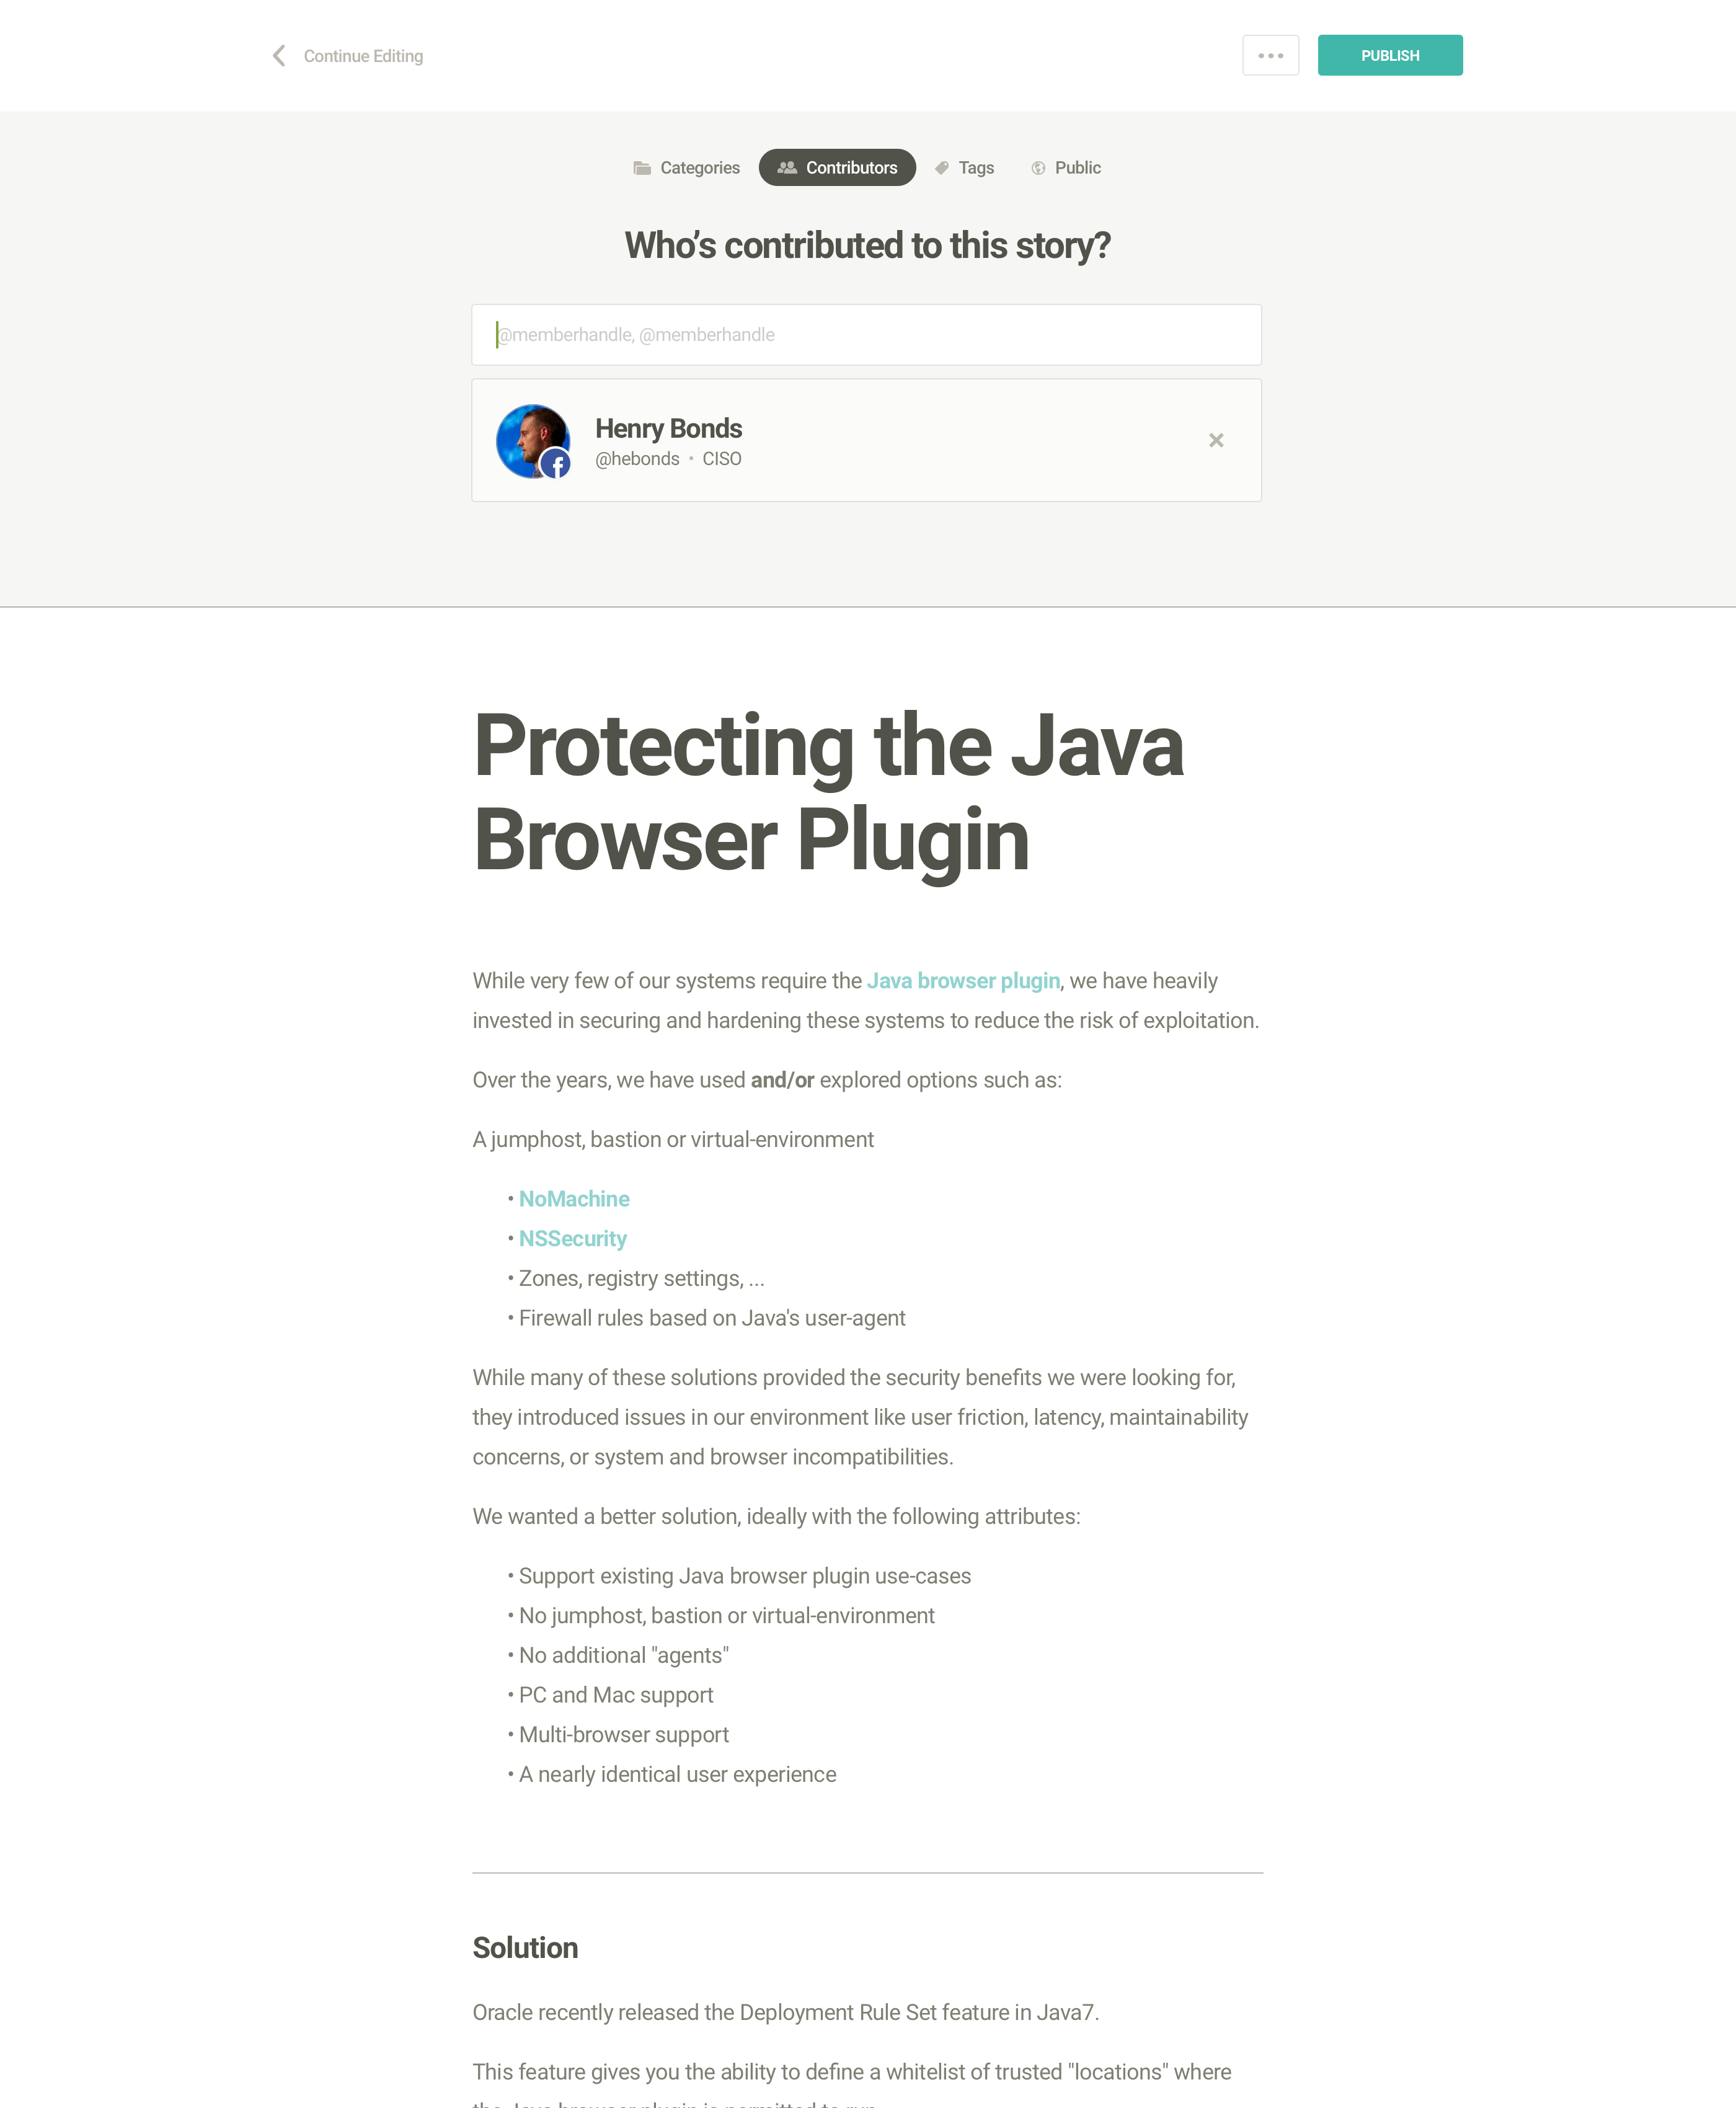 Continue Editing
PUBLISH
Categories
Contributors
Tags
Public
Who’s contributed to this story?
@memberhandle, @memberhandle
Henry Bonds
@hebonds • CISO
Protecting the Java
Browser Plugin
While very few of our systems require the Java browser plugin, we have heavily
invested in securing and hardening these systems to reduce the risk of exploitation.
Over the years, we have used and/or explored options such as:
A jumphost, bastion or virtual-environment
• NoMachine
• NSSecurity
• Zones, registry settings, ...
• Firewall rules based on Java's user-agent
While many of these solutions provided the security benefits we were looking for,
they introduced issues in our environment like user friction, latency, maintainability
concerns, or system and browser incompatibilities.
We wanted a better solution, ideally with the following attributes:
• Support existing Java browser plugin use-cases
• No jumphost, bastion or virtual-environment
• No additional "agents"
• PC and Mac support
• Multi-browser support
• A nearly identical user experience
Solution
Oracle recently released the Deployment Rule Set feature in Java7.
This feature gives you the ability to define a whitelist of trusted "locations" where
the Java browser plugin is permitted to run